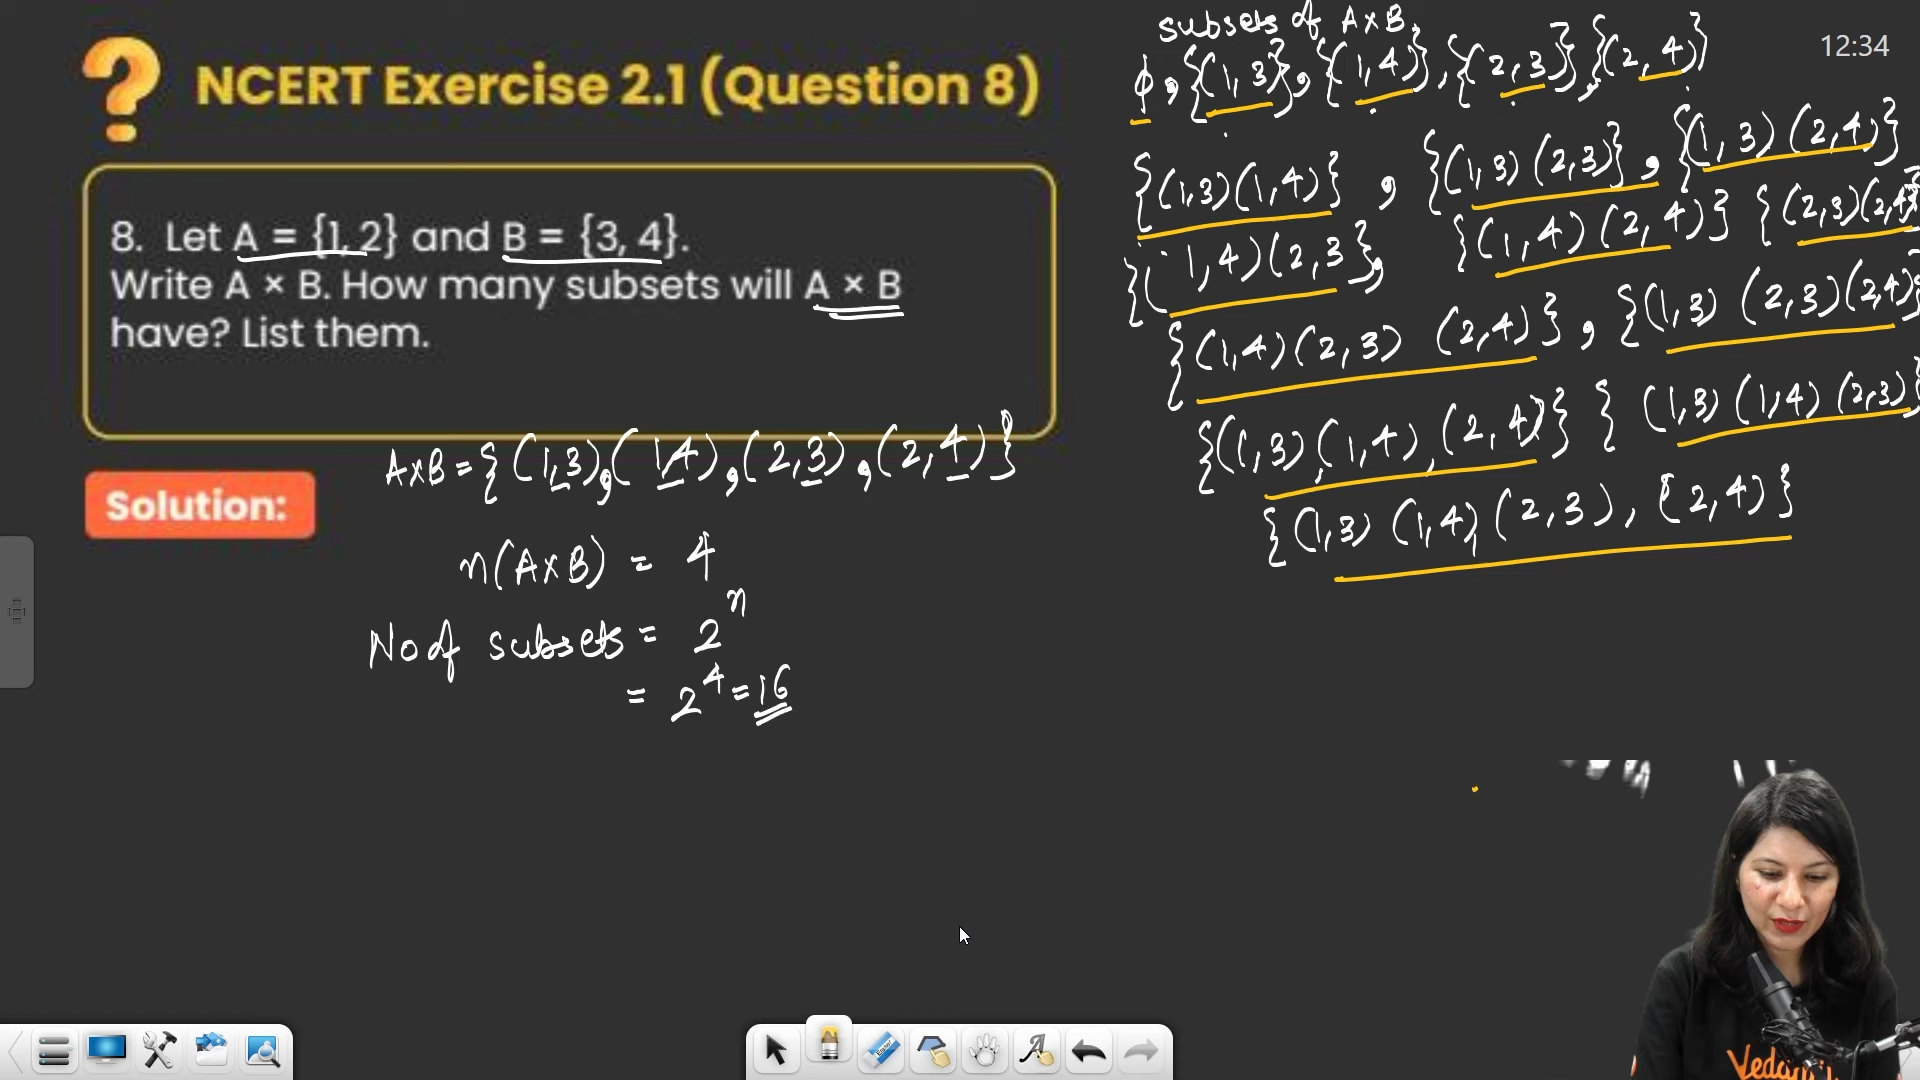 NCERT Exercise 2.1 (Question 8)
8. Let A = {1, 2} and B = {3, 4}.
Write A × B. How many subsets will A × B
have? List them.
Solution:
A×B = { (1,3), (1,4), (2,3), (2,4) }
n(A×B) = 4
No of subsets = 2^n
= 2^4 = 16
subsets of A×B
ϕ, {(1,3)}, {(1,4)}, {(2,3)}, {(2,4)}
{(1,3)(1,4)} , {(1,3)(2,3)}, {(1,3)(2,4)}
{(1,4)(2,3)}, {(1,4)(2,4)} {(2,3)(2,4)}
{(1,4)(2,3) (2,4)}, {(1,3) (2,3)(2,4)}
{(1,3),(1,4),(2,4)} { (1,3)(1,4)(2,3)}
{(1,3) (1,4)(2,3), (2,4)}
12:34